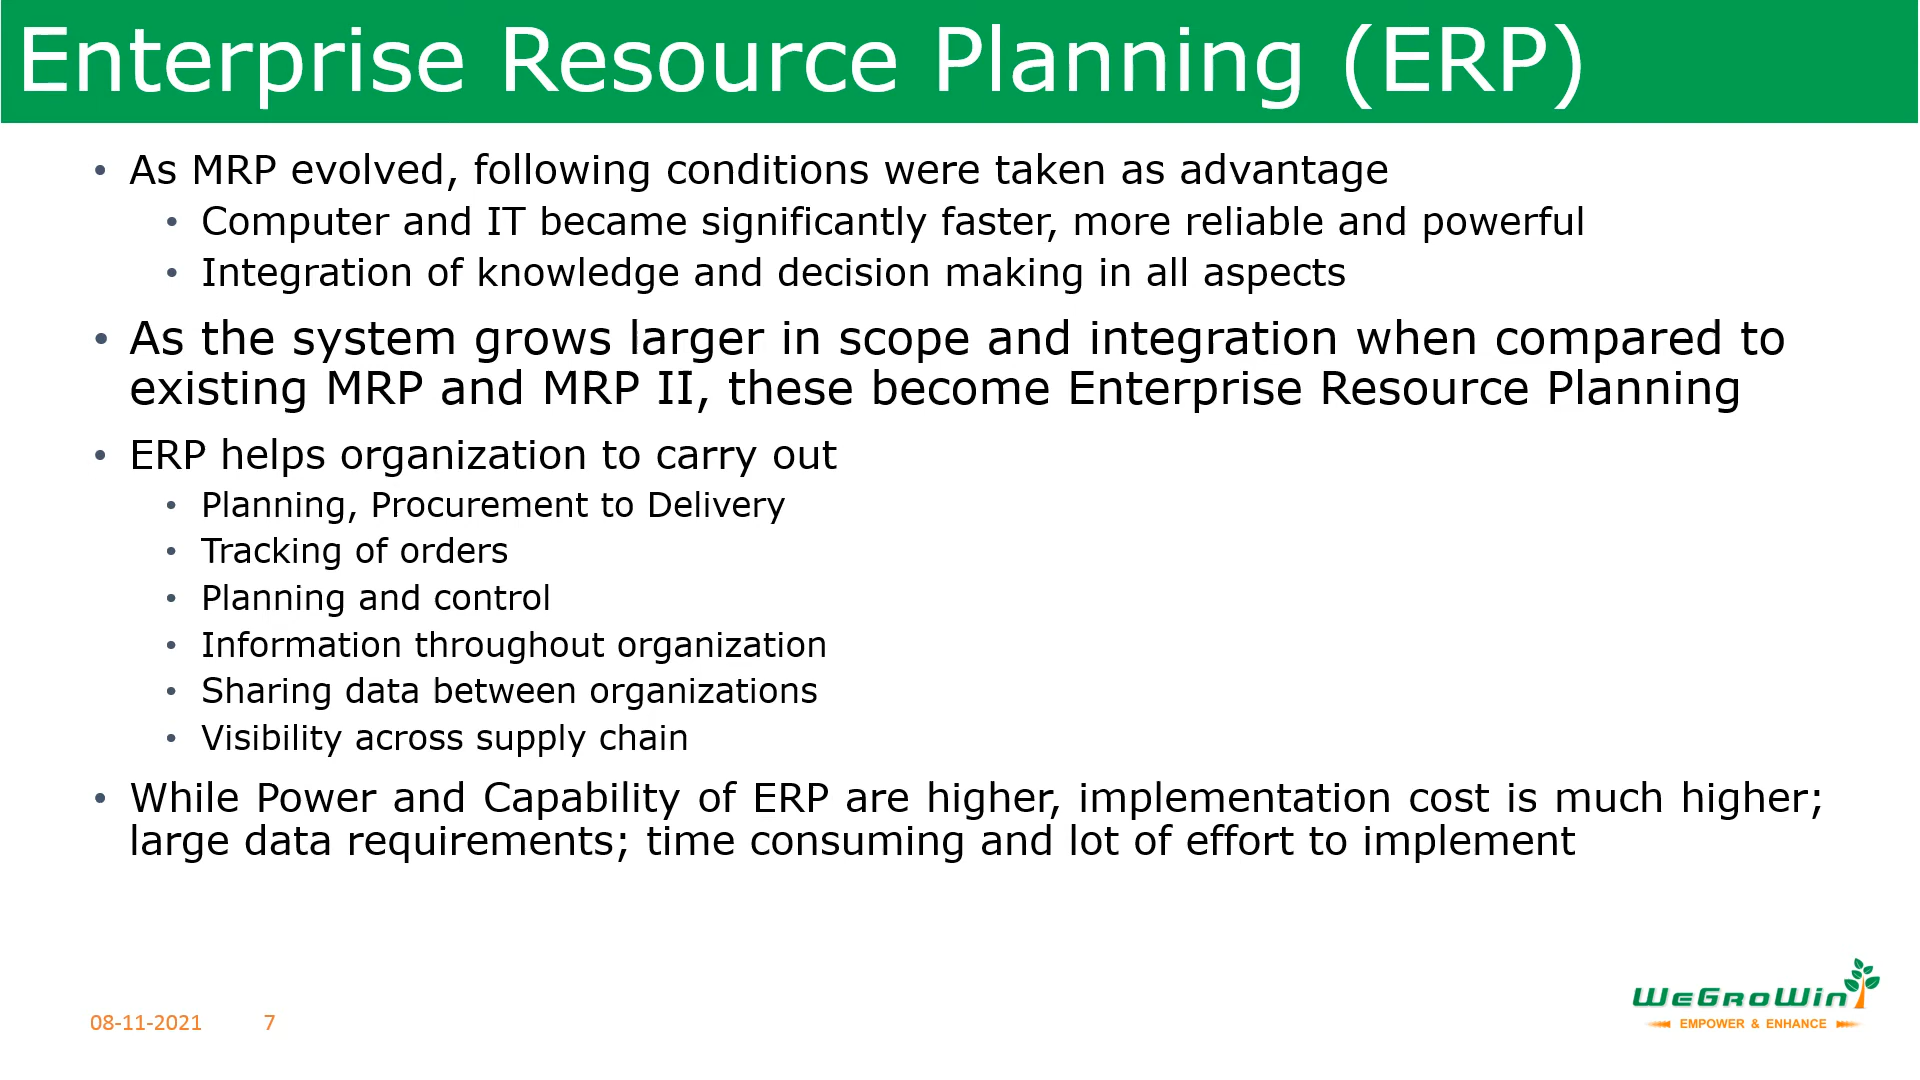 Enterprise Resource Planning (ERP)
• As MRP evolved, following conditions were taken as advantage
• Computer and IT became significantly faster, more reliable and powerful
• Integration of knowledge and decision making in all aspects
• As the system grows larger in scope and integration when compared to
existing MRP and MRP II, these become Enterprise Resource Planning
• ERP helps organization to carry out
• Planning, Procurement to Delivery
• Tracking of orders
• Planning and control
• Information throughout organization
• Sharing data between organizations
• Visibility across supply chain
• While Power and Capability of ERP are higher, implementation cost is much higher;
large data requirements; time consuming and lot of effort to implement
08-11-2021 7
WeGroWin
EMPOWER & ENHANCE